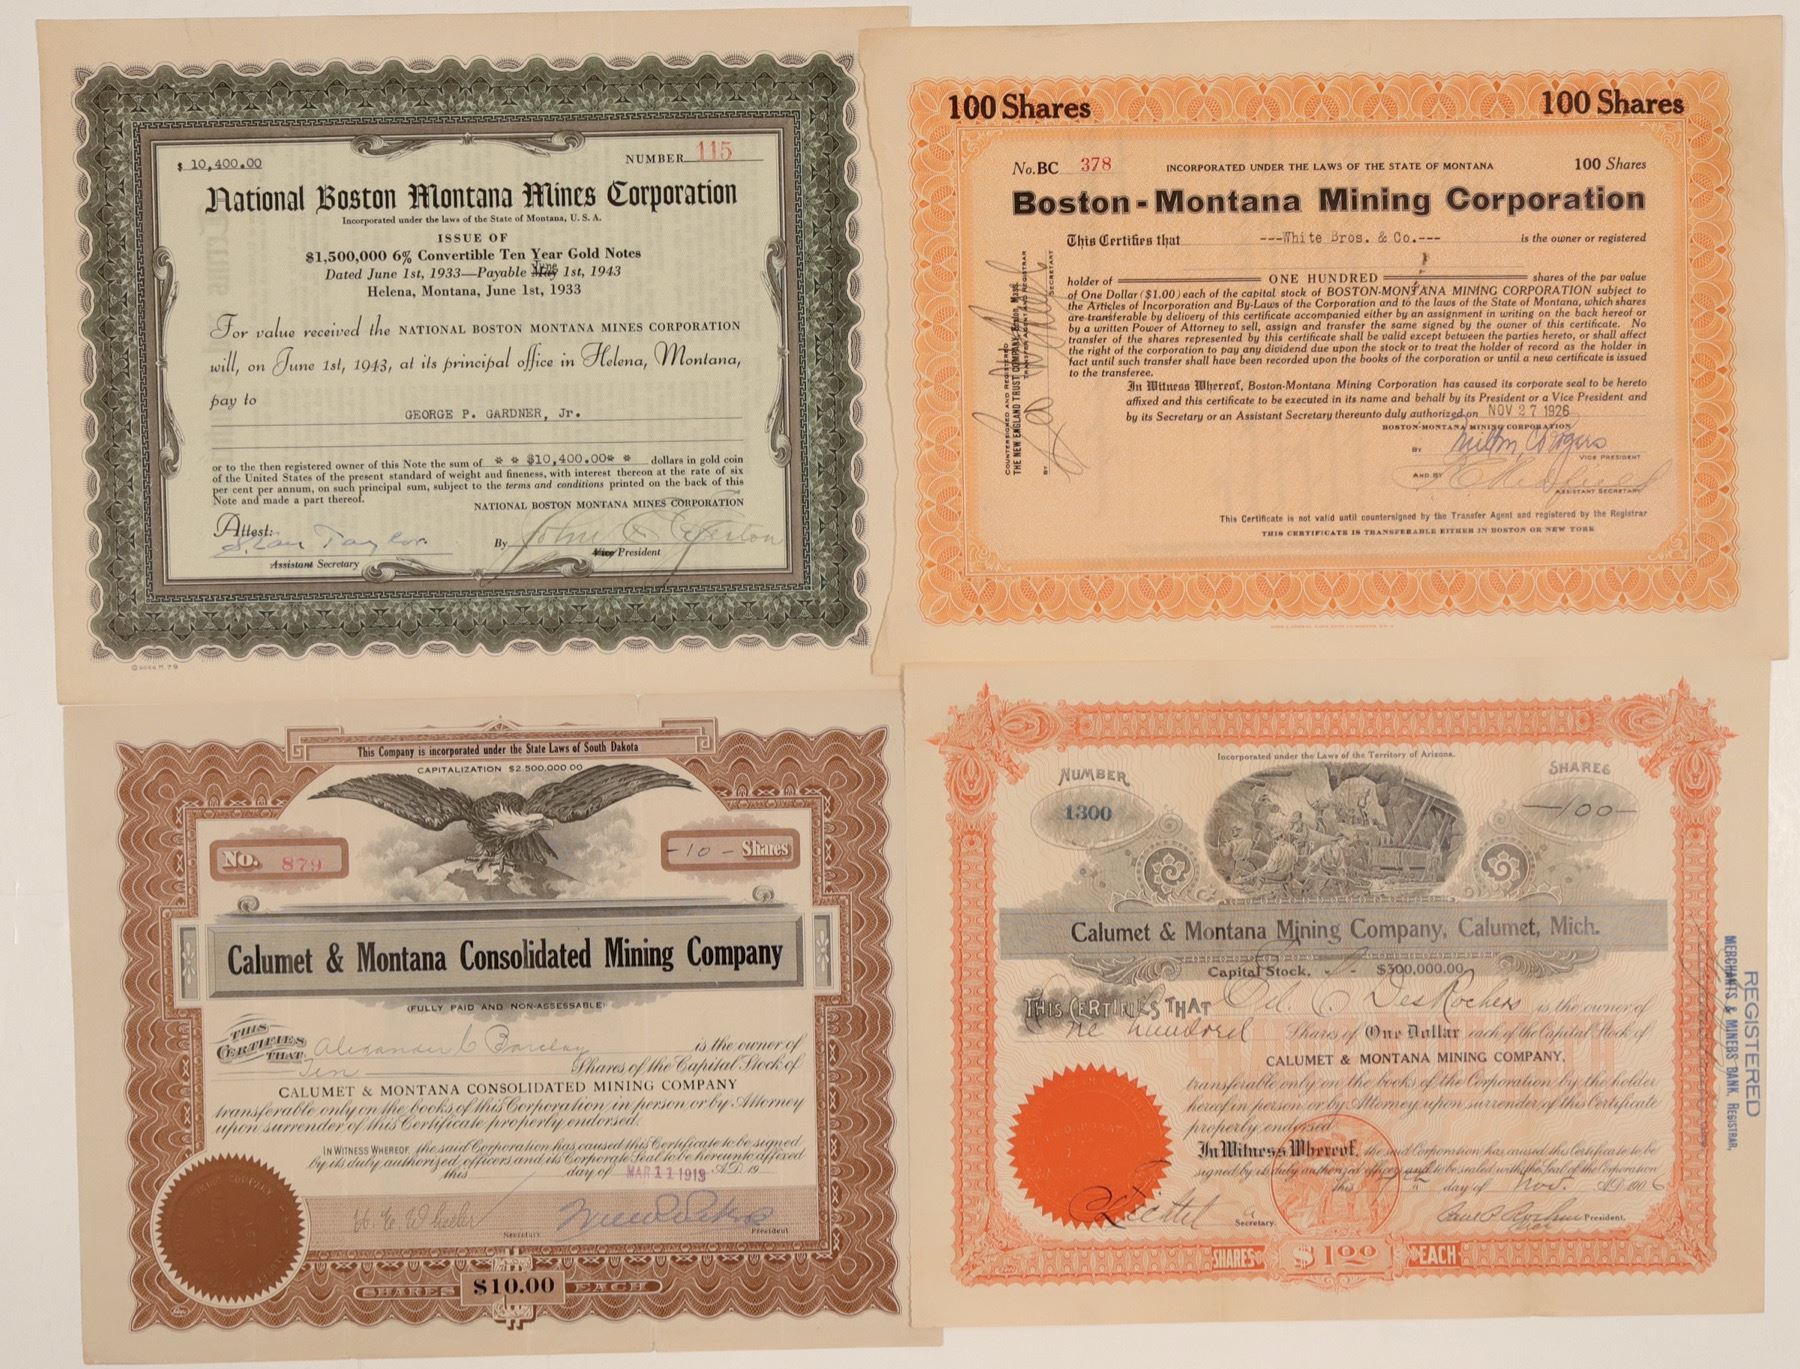 $ 10,400.00
NUMBER 115
National Boston Montana Mines Corporation
Incorporated under the laws of the State of Montana, U. S. A.
ISSUE OF
$1,500,000 6% Convertible Ten Year Gold Notes
Dated June 1st, 1933—Payable June 1st, 1943
Helena, Montana, June 1st, 1933
For value received the NATIONAL BOSTON MONTANA MINES CORPORATION
will, on June 1st, 1943, at its principal office in Helena, Montana,
pay to
GEORGE P. GARDNER, Jr.
or to the then registered owner of this Note the sum of * * $10,400.00* * dollars in gold coin
of the United States of the present standard of weight and fineness, with interest thereon at the rate of six
per cent per annum, on such principal sum, subject to the terms and conditions printed on the back of this
Note and made a part thereof.
NATIONAL BOSTON MONTANA MINES CORPORATION
Attest:
Taylor
By
Assistant Secretary
Vice President
100 Shares
100 Shares
No. BC 378
INCORPORATED UNDER THE LAWS OF THE STATE OF MONTANA
100 Shares
Boston-Montana Mining Corporation
This Certifies that ---White Bros. & Co.--- is the owner or registered
holder of ONE HUNDRED shares of the par value
of One Dollar ($1.00) each of the capital stock of BOSTON-MONTANA MINING CORPORATION subject to
the Articles of Incorporation and By-Laws of the Corporation and to the laws of the State of Montana, which shares
are transferable by delivery of this certificate accompanied either by an assignment in writing on the back hereof or
by a written Power of Attorney to sell, assign and transfer the same signed by the owner of this certificate. No
transfer of the shares represented by this certificate shall be valid except between the parties hereto, or shall affect
the right of the corporation to pay any dividend due upon the stock or to treat the holder of record as the holder in
fact until such transfer shall have been recorded upon the books of the corporation or until a new certificate is issued
to the transferee.
In Witness Whereof, Boston-Montana Mining Corporation has caused its corporate seal to be hereto
affixed and this certificate to be executed in its name and behalf by its President or a Vice President and
by its Secretary or an Assistant Secretary thereunto duly authorized on NOV 27 1926
BOSTON-MONTANA MINING CORPORATION
BY
VICE PRESIDENT
AND BY
ASSISTANT SECRETARY
This Certificate is not valid until countersigned by the Transfer Agent and registered by the Registrar
THIS CERTIFICATE IS TRANSFERABLE EITHER IN BOSTON OR NEW YORK
COUNTERSIGNED AND REGISTERED
THE NEW ENGLAND TRUST COMPANY, Boston, Mass.
TRANSFER AGENT AND REGISTRAR
BY
SECRETARY
This Company is incorporated under the State Laws of South Dakota
CAPITALIZATION $2,500,000.00
No. 879
-10- Shares
Calumet & Montana Consolidated Mining Company
(FULLY PAID AND NON-ASSESSABLE)
THIS CERTIFIES THAT Alexander C Barclay is the owner of
Ten Shares of the Capital Stock of
CALUMET & MONTANA CONSOLIDATED MINING COMPANY
transferable only on the books of this Corporation in person or by Attorney
upon surrender of this Certificate properly endorsed.
IN WITNESS WHEREOF, the said Corporation has caused this Certificate to be signed
by its duly authorized officers and its Corporate Seal to be hereunto affixed
this day of MAR 11 1913 A.D. 19
H. E. Wheeler
Secretary
President
SHARES $10.00 EACH
Incorporated under the Laws of the Territory of Arizona.
NUMBER
1300
SHARES
-100-
Calumet & Montana Mining Company, Calumet, Mich.
Capital Stock, - - $300,000.00
THIS CERTIFIES THAT Ed C DesRochers is the owner of
One hundred Shares of One Dollar each of the Capital Stock of
CALUMET & MONTANA MINING COMPANY,
transferable only on the books of the Corporation by the holder
hereof in person or by Attorney upon surrender of this Certificate
properly endorsed.
In Witness Whereof, the said Corporation has caused this Certificate to be
signed by its duly authorized officers and to be sealed with the Seal of the Corporation
this day of Nov. A.D. 1906
Secretary.
President.
SHARES $1.00 EACH
REGISTERED
MERCHANTS & MINERS BANK, REGISTRAR,